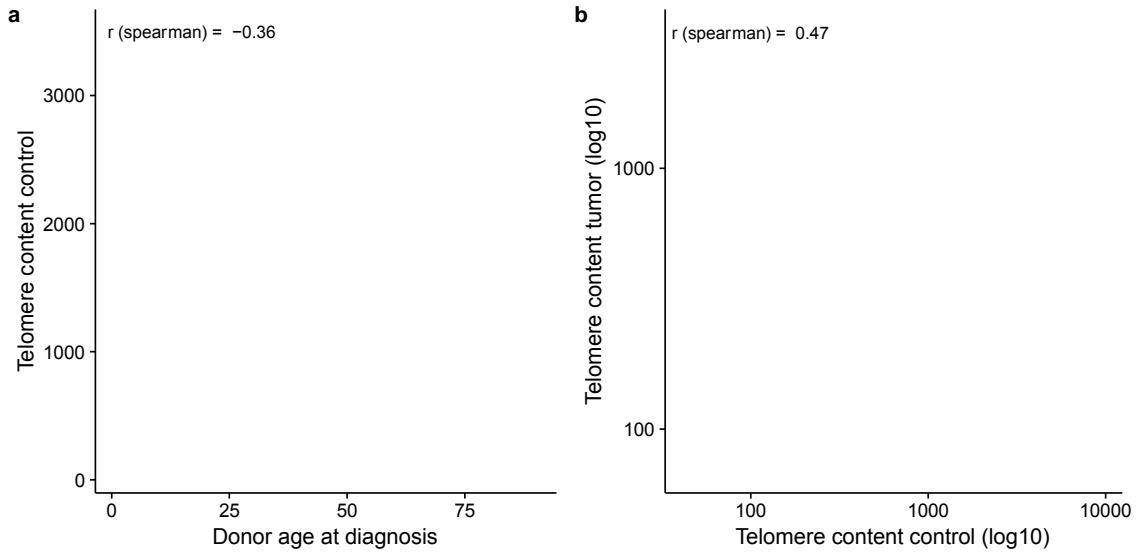 a
r (spearman) = −0.36
Telomere content control
3000
2000
1000
0
0 25 50 75
Donor age at diagnosis
b
r (spearman) = 0.47
Telomere content tumor (log10)
1000
100
100 1000 10000
Telomere content control (log10)